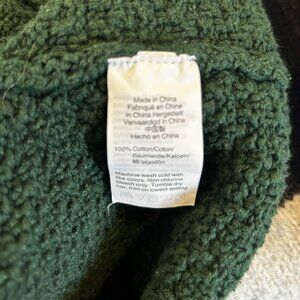 Made in China
Fabriqué en Chine
In China Hergestellt
Vervaardigd in China
中国製
Hecho en China
100% Cotton/Coton/
Baumwolle/Katoen/
綿/algodón
Machine wash cold with
like colors. Non chlorine
bleach only. Tumble dry
low. Iron on lowest setting